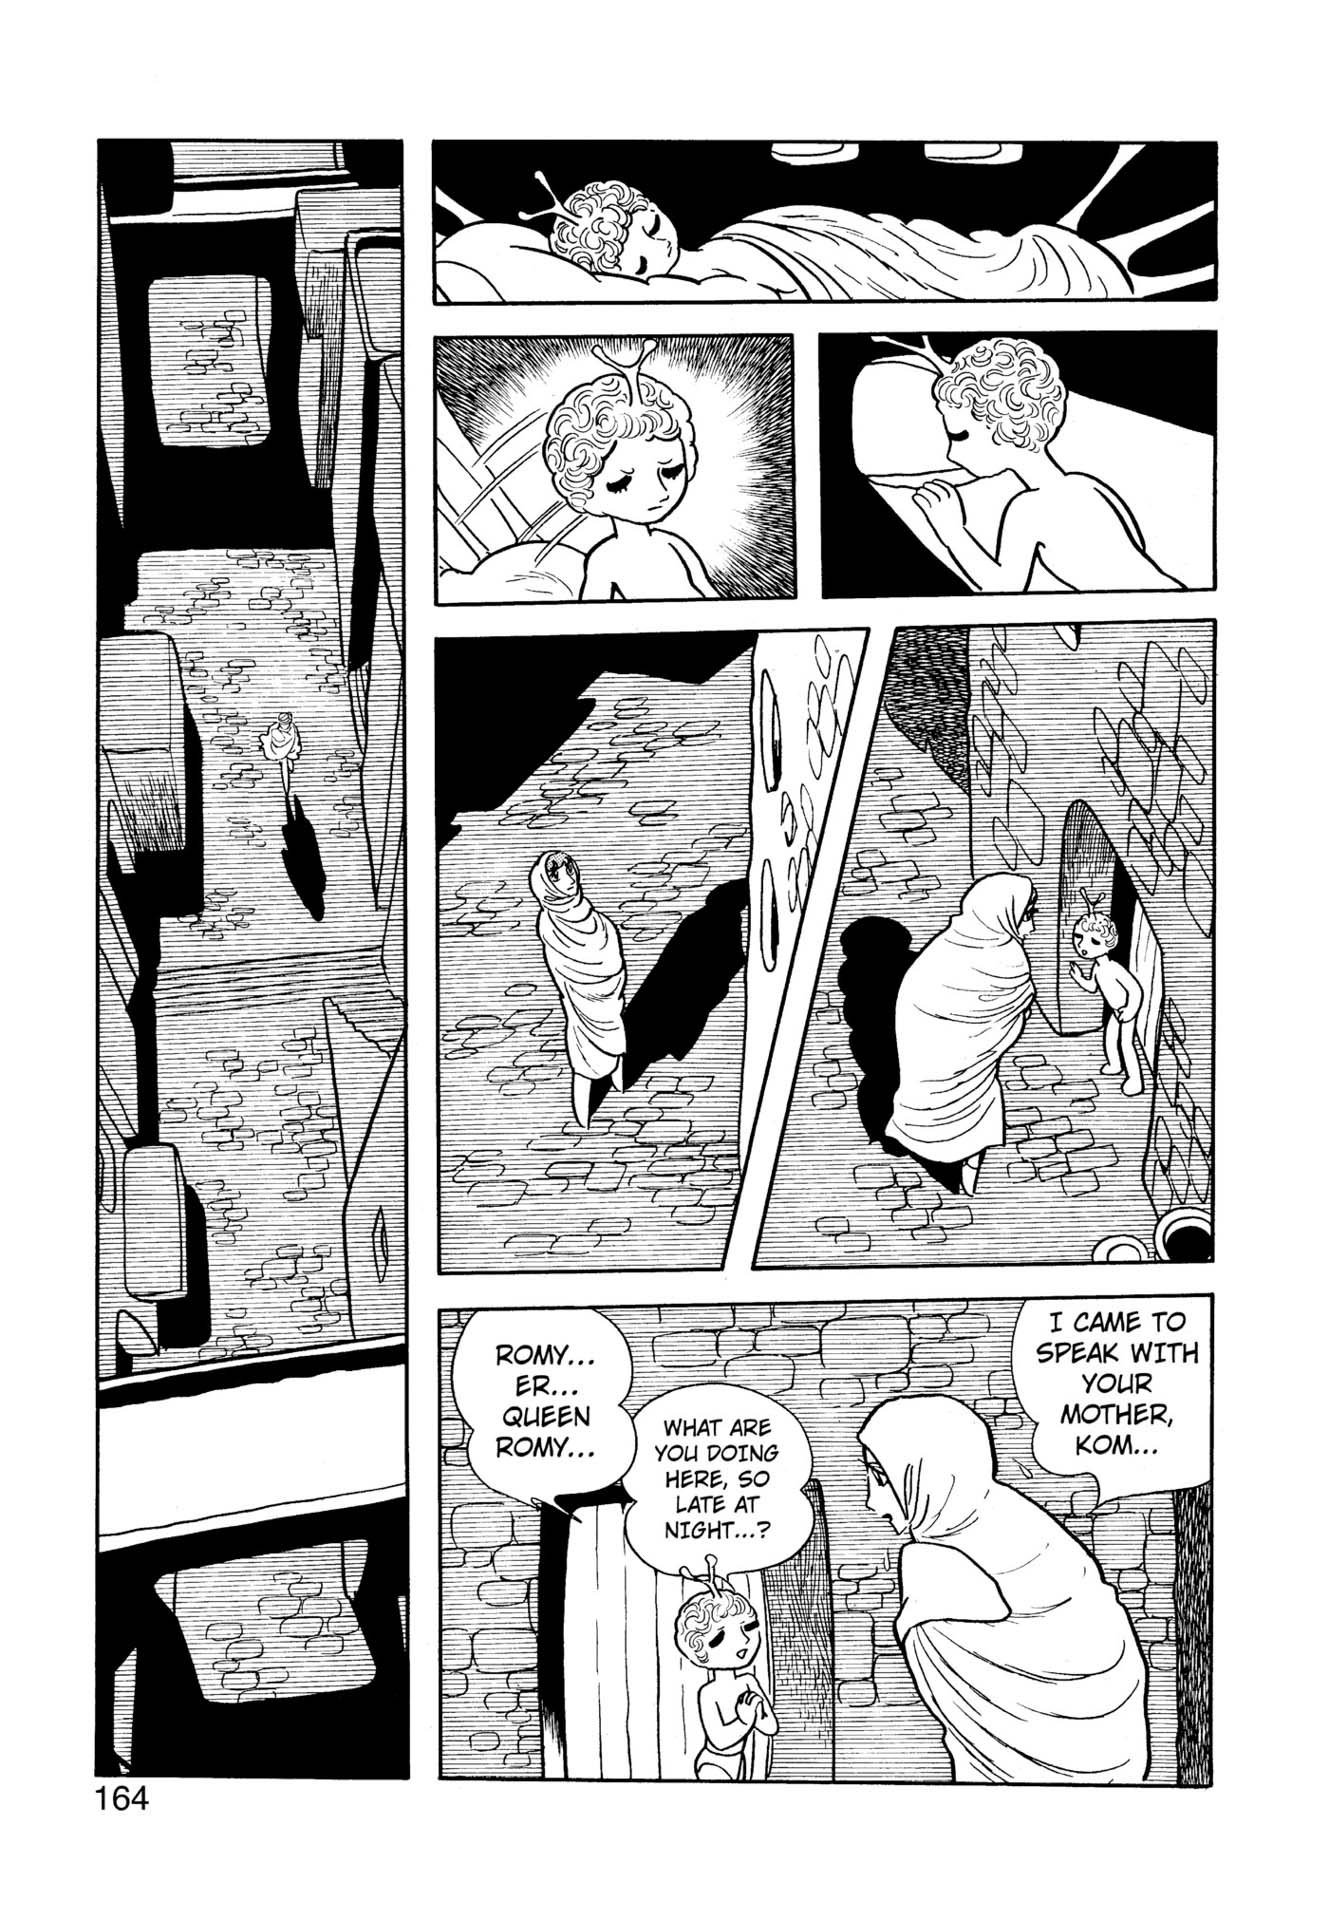 ROMY...
ER...
QUEEN
ROMY...
WHAT ARE
YOU DOING
HERE, SO
LATE AT
NIGHT...?
I CAME TO
SPEAK WITH
YOUR
MOTHER,
KOM...
164